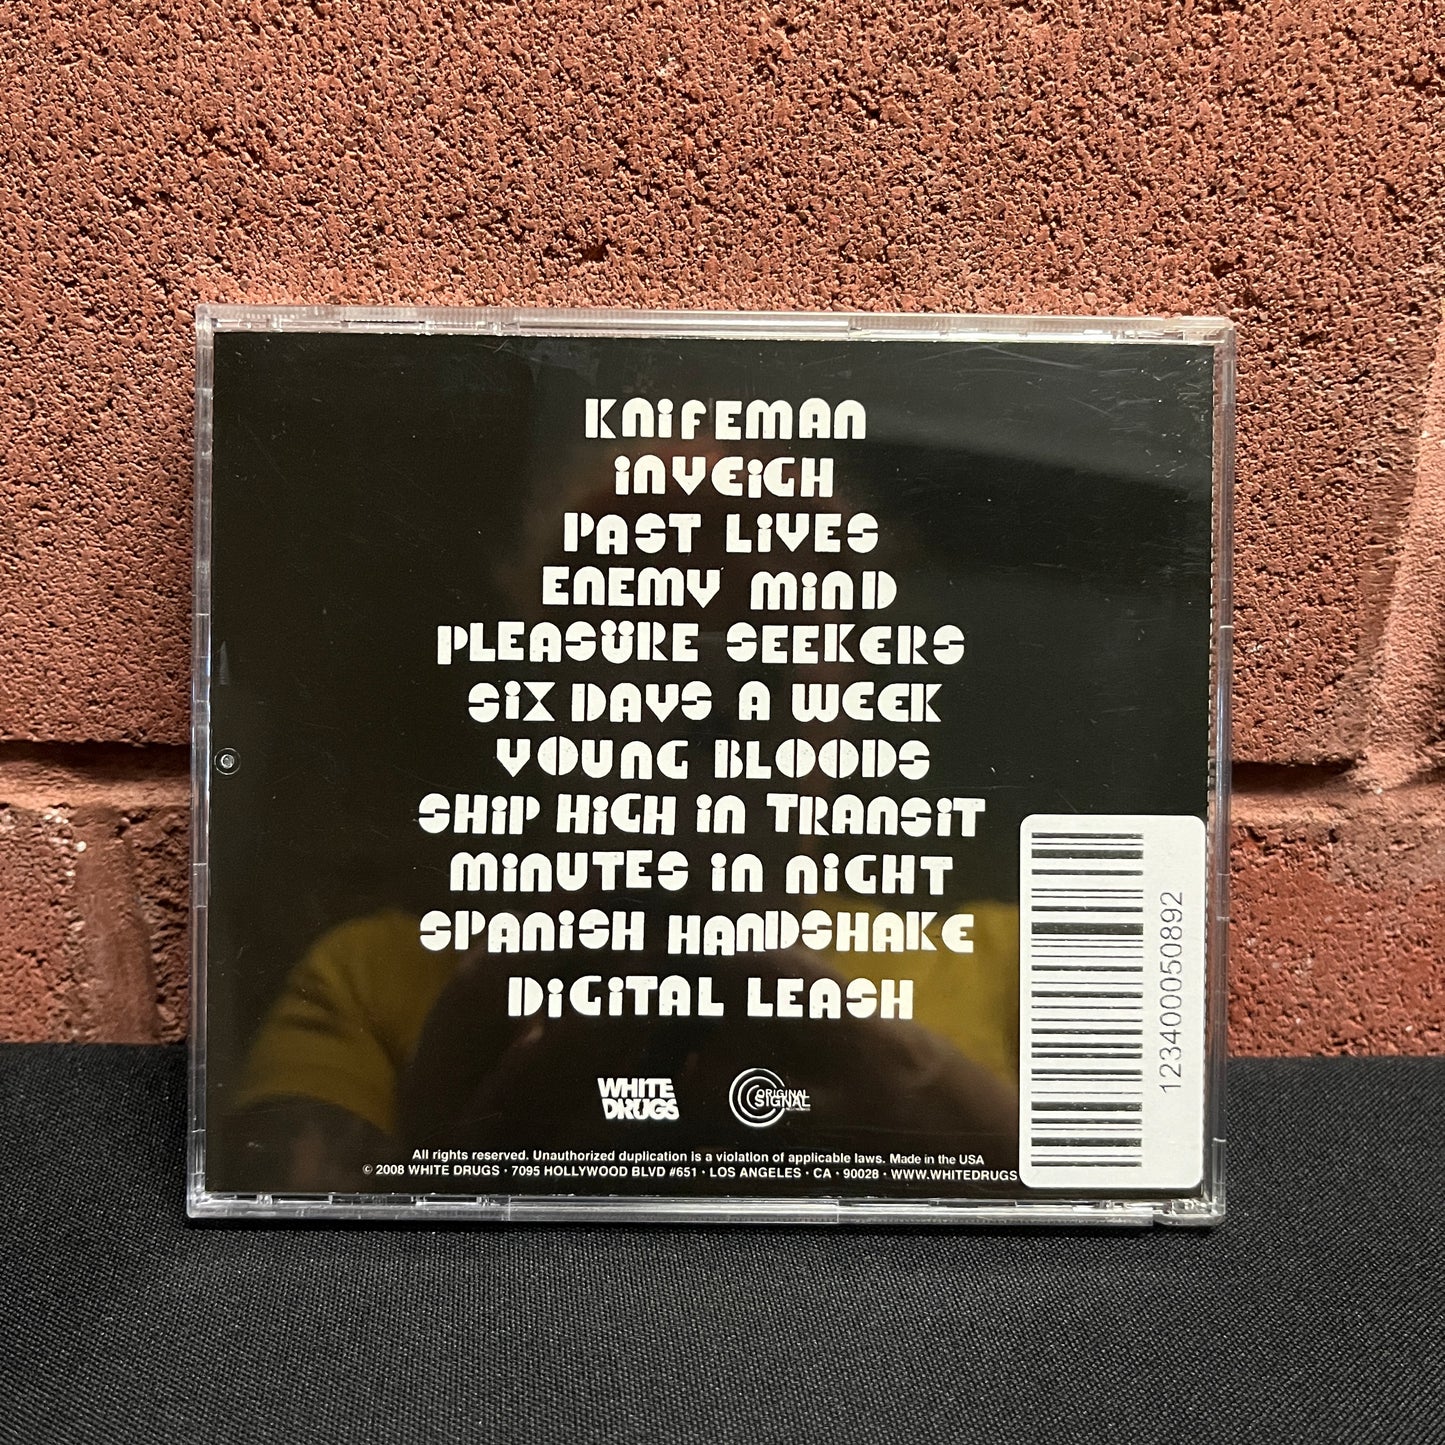 KNIFEMAN
INVEIGH
PAST LIVES
ENEMY MIND
PLEASÜRE SEEKERS
SIX DAYS A WEEK
YOUNG BLOODS
SHIP HIGH IN TRANSIT
MINUTES IN NIGHT
SPANISH HANDSHAKE
DIGITAL LEASH
WHITE
DRUGS
ORIGINAL
SIGNAL
All rights reserved. Unauthorized duplication is a violation of applicable laws. Made in the USA
© 2008 WHITE DRUGS · 7095 HOLLYWOOD BLVD #651 · LOS ANGELES · CA · 90028 · WWW.WHITEDRUGS
1234000050892